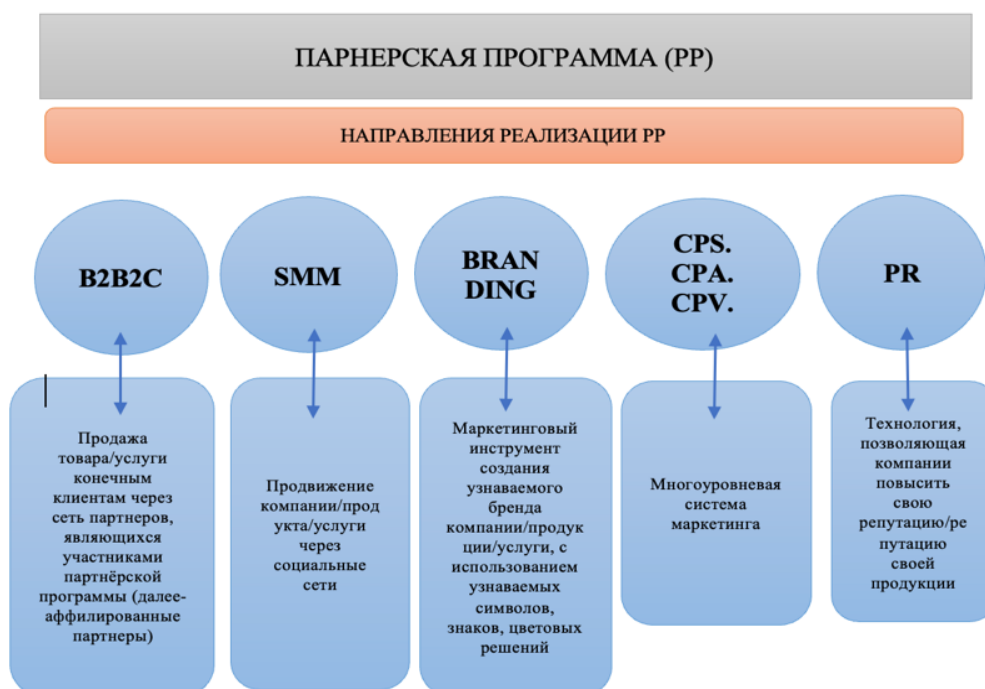 ПАРНЕРСКАЯ ПРОГРАММА (PP)
НАПРАВЛЕНИЯ РЕАЛИЗАЦИИ PP
B2B2C
SMM
BRAN
DING
CPS.
CPA.
CPV.
PR
Продажа
товара/услуги
конечным
клиентам через
сеть партнеров,
являющихся
участниками
партнёрской
программы (далее-
аффилированные
партнеры)
Продвижение
компании/прод
укта/услуги
через
социальные
сети
Маркетинговый
инструмент
создания
узнаваемого
бренда
компании/продук
ции/услуги, с
использованием
узнаваемых
символов,
знаков, цветовых
решений
Многоуровневая
система
маркетинга
Технология,
позволяющая
компании
повысить
свою
репутацию/ре
путацию
своей
продукции